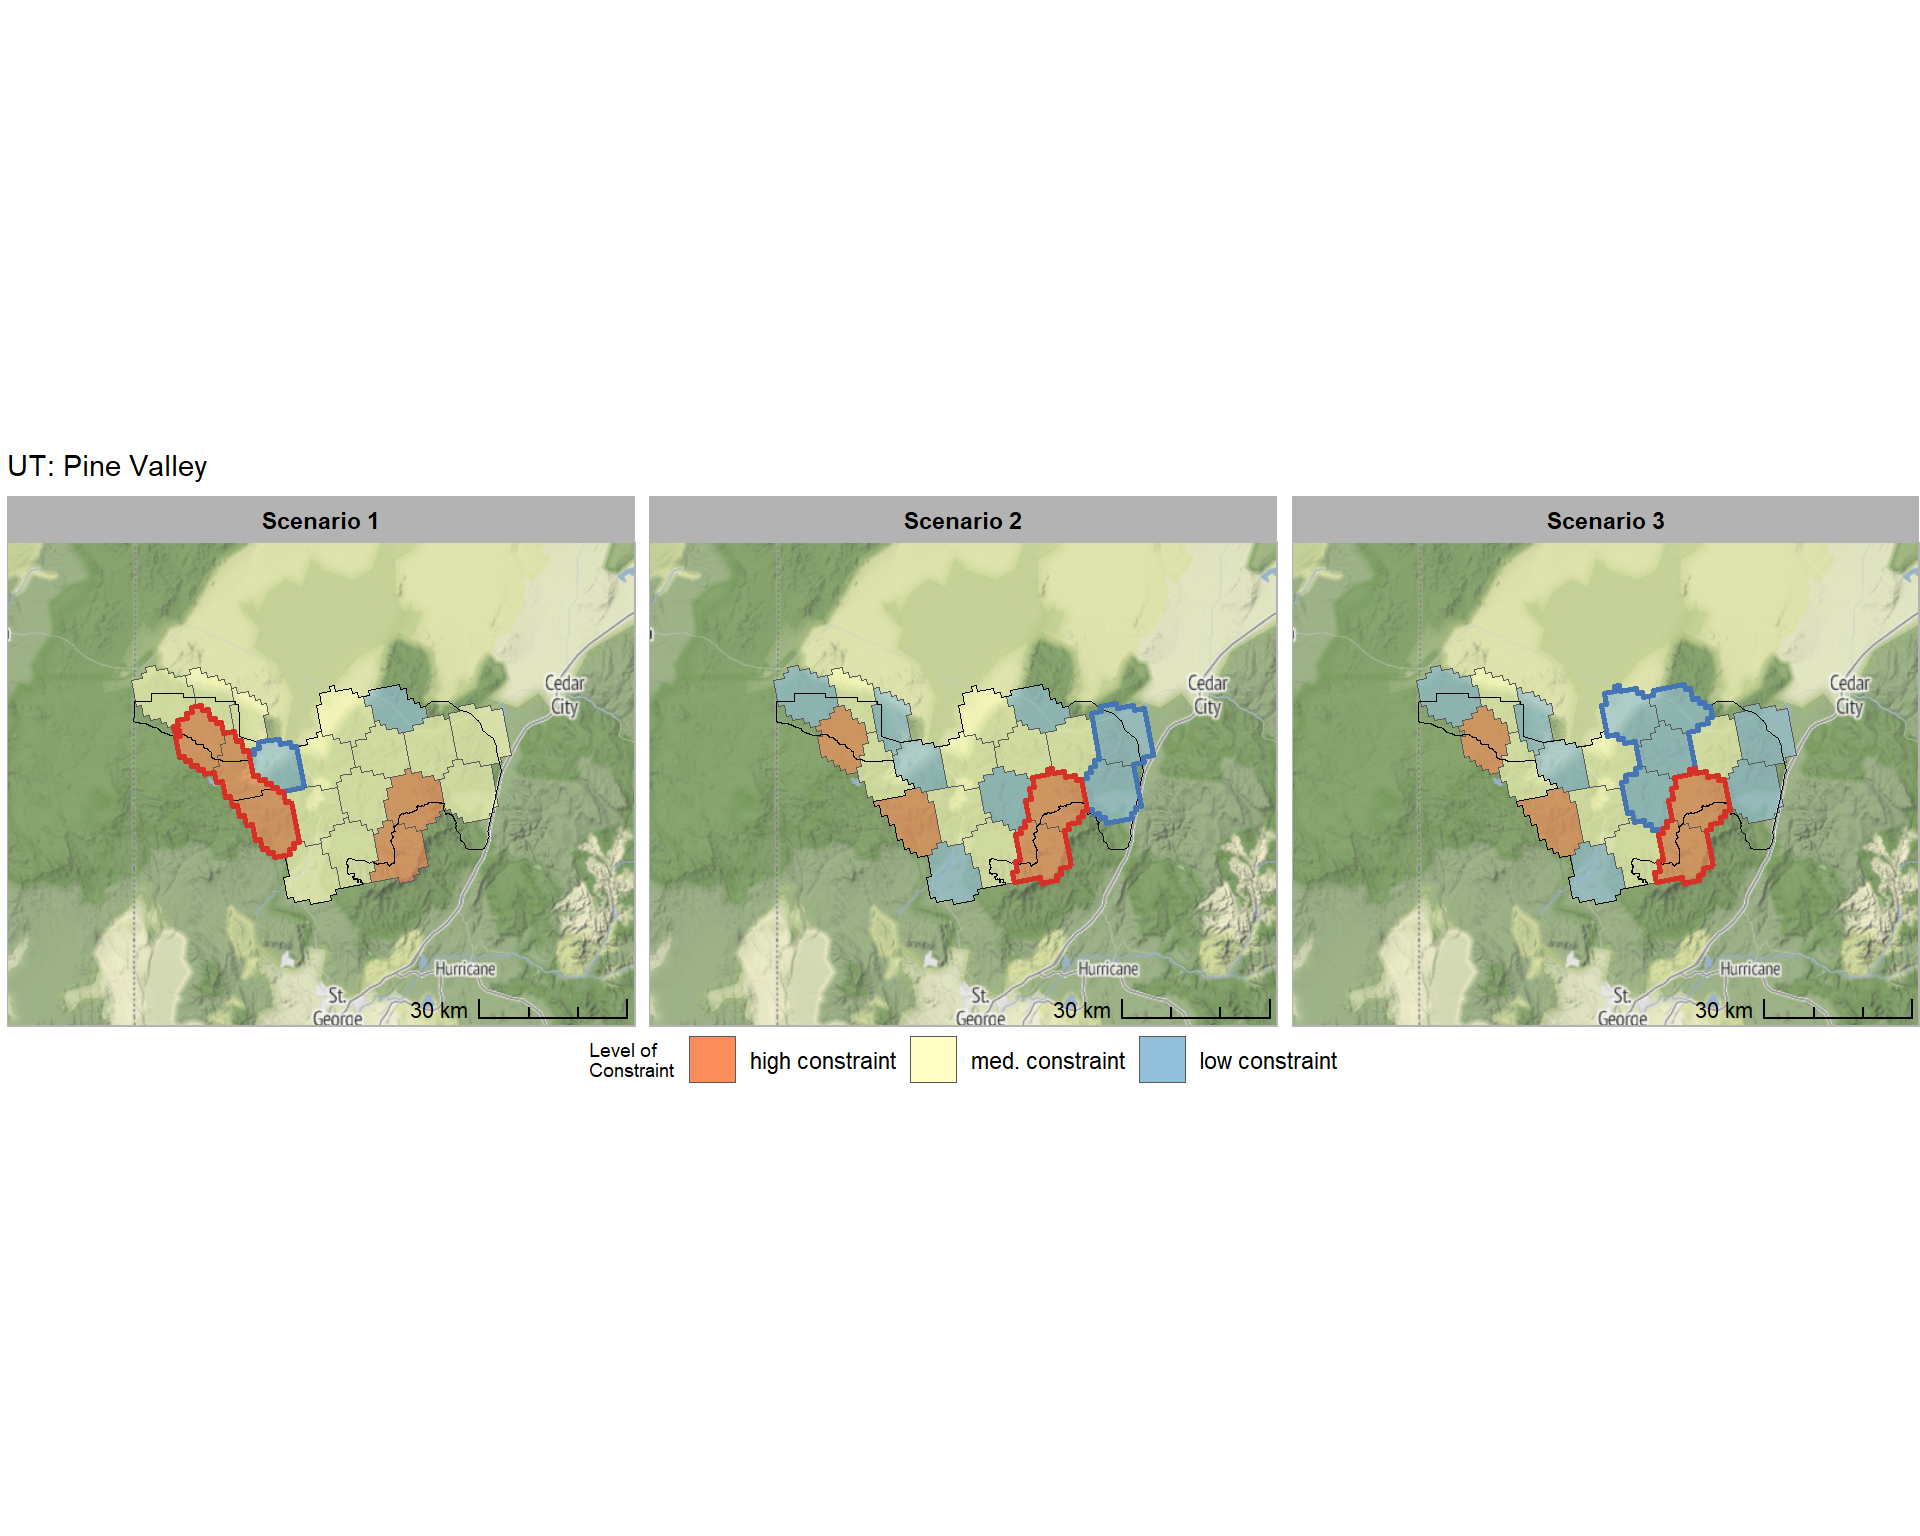 UT: Pine Valley
Scenario 1
Scenario 2
Scenario 3
Cedar
City
Hurricane
St.
George
30 km
Cedar
City
Hurricane
St.
George
30 km
Cedar
City
Hurricane
St.
George
30 km
Level of
Constraint
high constraint
med. constraint
low constraint